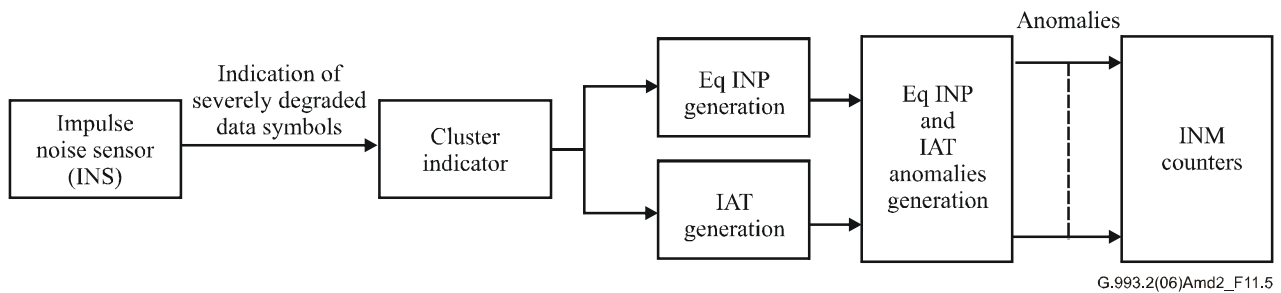 Anomalies
Indication of
severely degraded
data symbols
Impulse
noise sensor
(INS)
Cluster
indicator
Eq INP
generation
IAT
generation
Eq INP
and
IAT
anomalies
generation
INM
counters
G.993.2(06)Amd2_F11.5